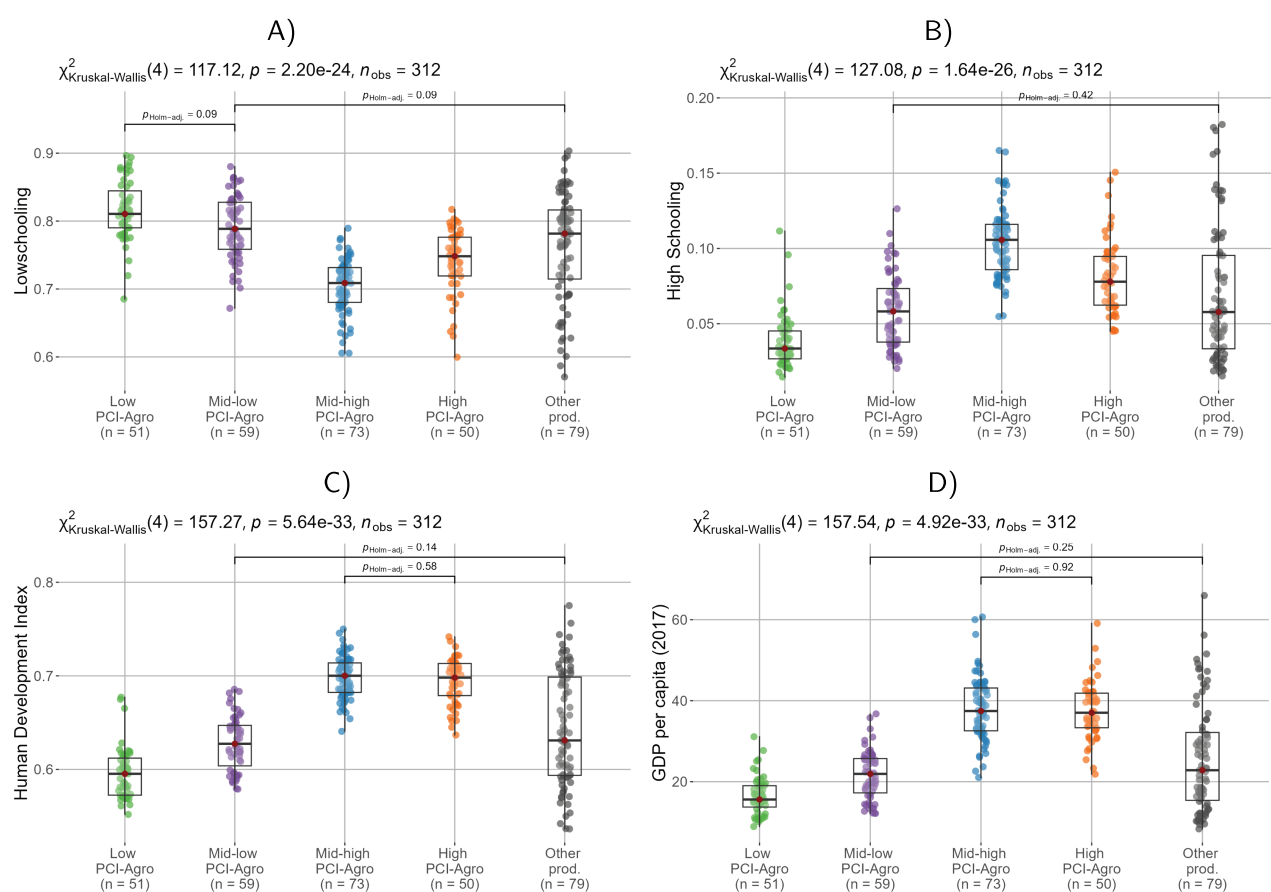 A)
χ²Kruskal-Wallis(4) = 117.12, p = 2.20e-24, nobs = 312
pHolm−adj. = 0.09
pHolm−adj. = 0.09
Lowschooling
0.9
0.8
0.7
0.6
Low PCI-Agro (n = 51)
Mid-low PCI-Agro (n = 59)
Mid-high PCI-Agro (n = 73)
High PCI-Agro (n = 50)
Other prod. (n = 79)
B)
χ²Kruskal-Wallis(4) = 127.08, p = 1.64e-26, nobs = 312
pHolm−adj. = 0.42
High Schooling
0.20
0.15
0.10
0.05
Low PCI-Agro (n = 51)
Mid-low PCI-Agro (n = 59)
Mid-high PCI-Agro (n = 73)
High PCI-Agro (n = 50)
Other prod. (n = 79)
C)
χ²Kruskal-Wallis(4) = 157.27, p = 5.64e-33, nobs = 312
pHolm−adj. = 0.14
pHolm−adj. = 0.58
Human Development Index
0.8
0.7
0.6
Low PCI-Agro (n = 51)
Mid-low PCI-Agro (n = 59)
Mid-high PCI-Agro (n = 73)
High PCI-Agro (n = 50)
Other prod. (n = 79)
D)
χ²Kruskal-Wallis(4) = 157.54, p = 4.92e-33, nobs = 312
pHolm−adj. = 0.25
pHolm−adj. = 0.92
GDP per capita (2017)
60
40
20
Low PCI-Agro (n = 51)
Mid-low PCI-Agro (n = 59)
Mid-high PCI-Agro (n = 73)
High PCI-Agro (n = 50)
Other prod. (n = 79)